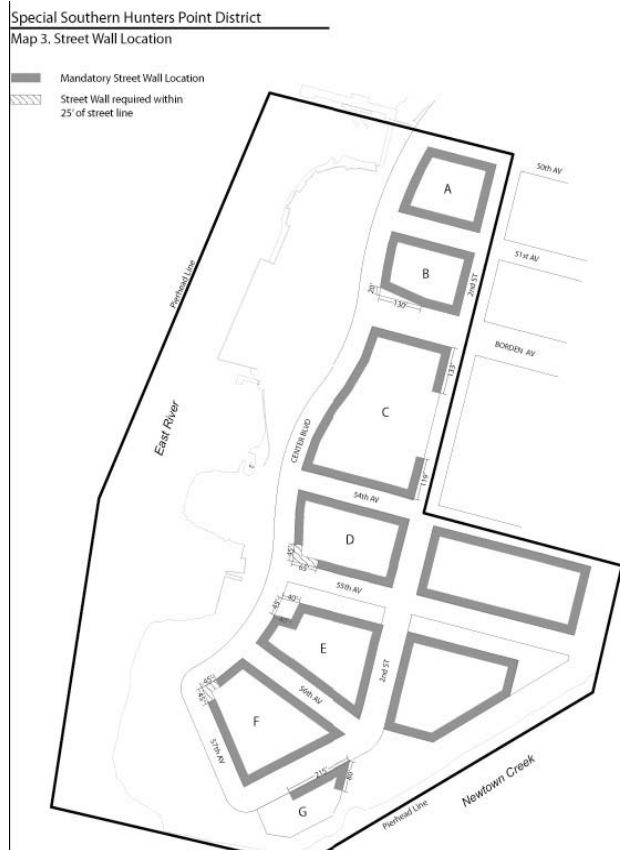 Special Southern Hunters Point District
Map 3. Street Wall Location
Mandatory Street Wall Location
Street Wall required within
25' of street line
50th AV
A
51st AV
B
2nd ST
Pierhead Line
20'
130'
BORDEN AV
133'
C
East River
CENTER BLVD
119'
54th AV
D
45'
65'
55th AV
40'
45'
40'
E
2nd ST
45'
45'
56th AV
F
57th AV
215'
80'
G
Newtown Creek
Pierhead Line